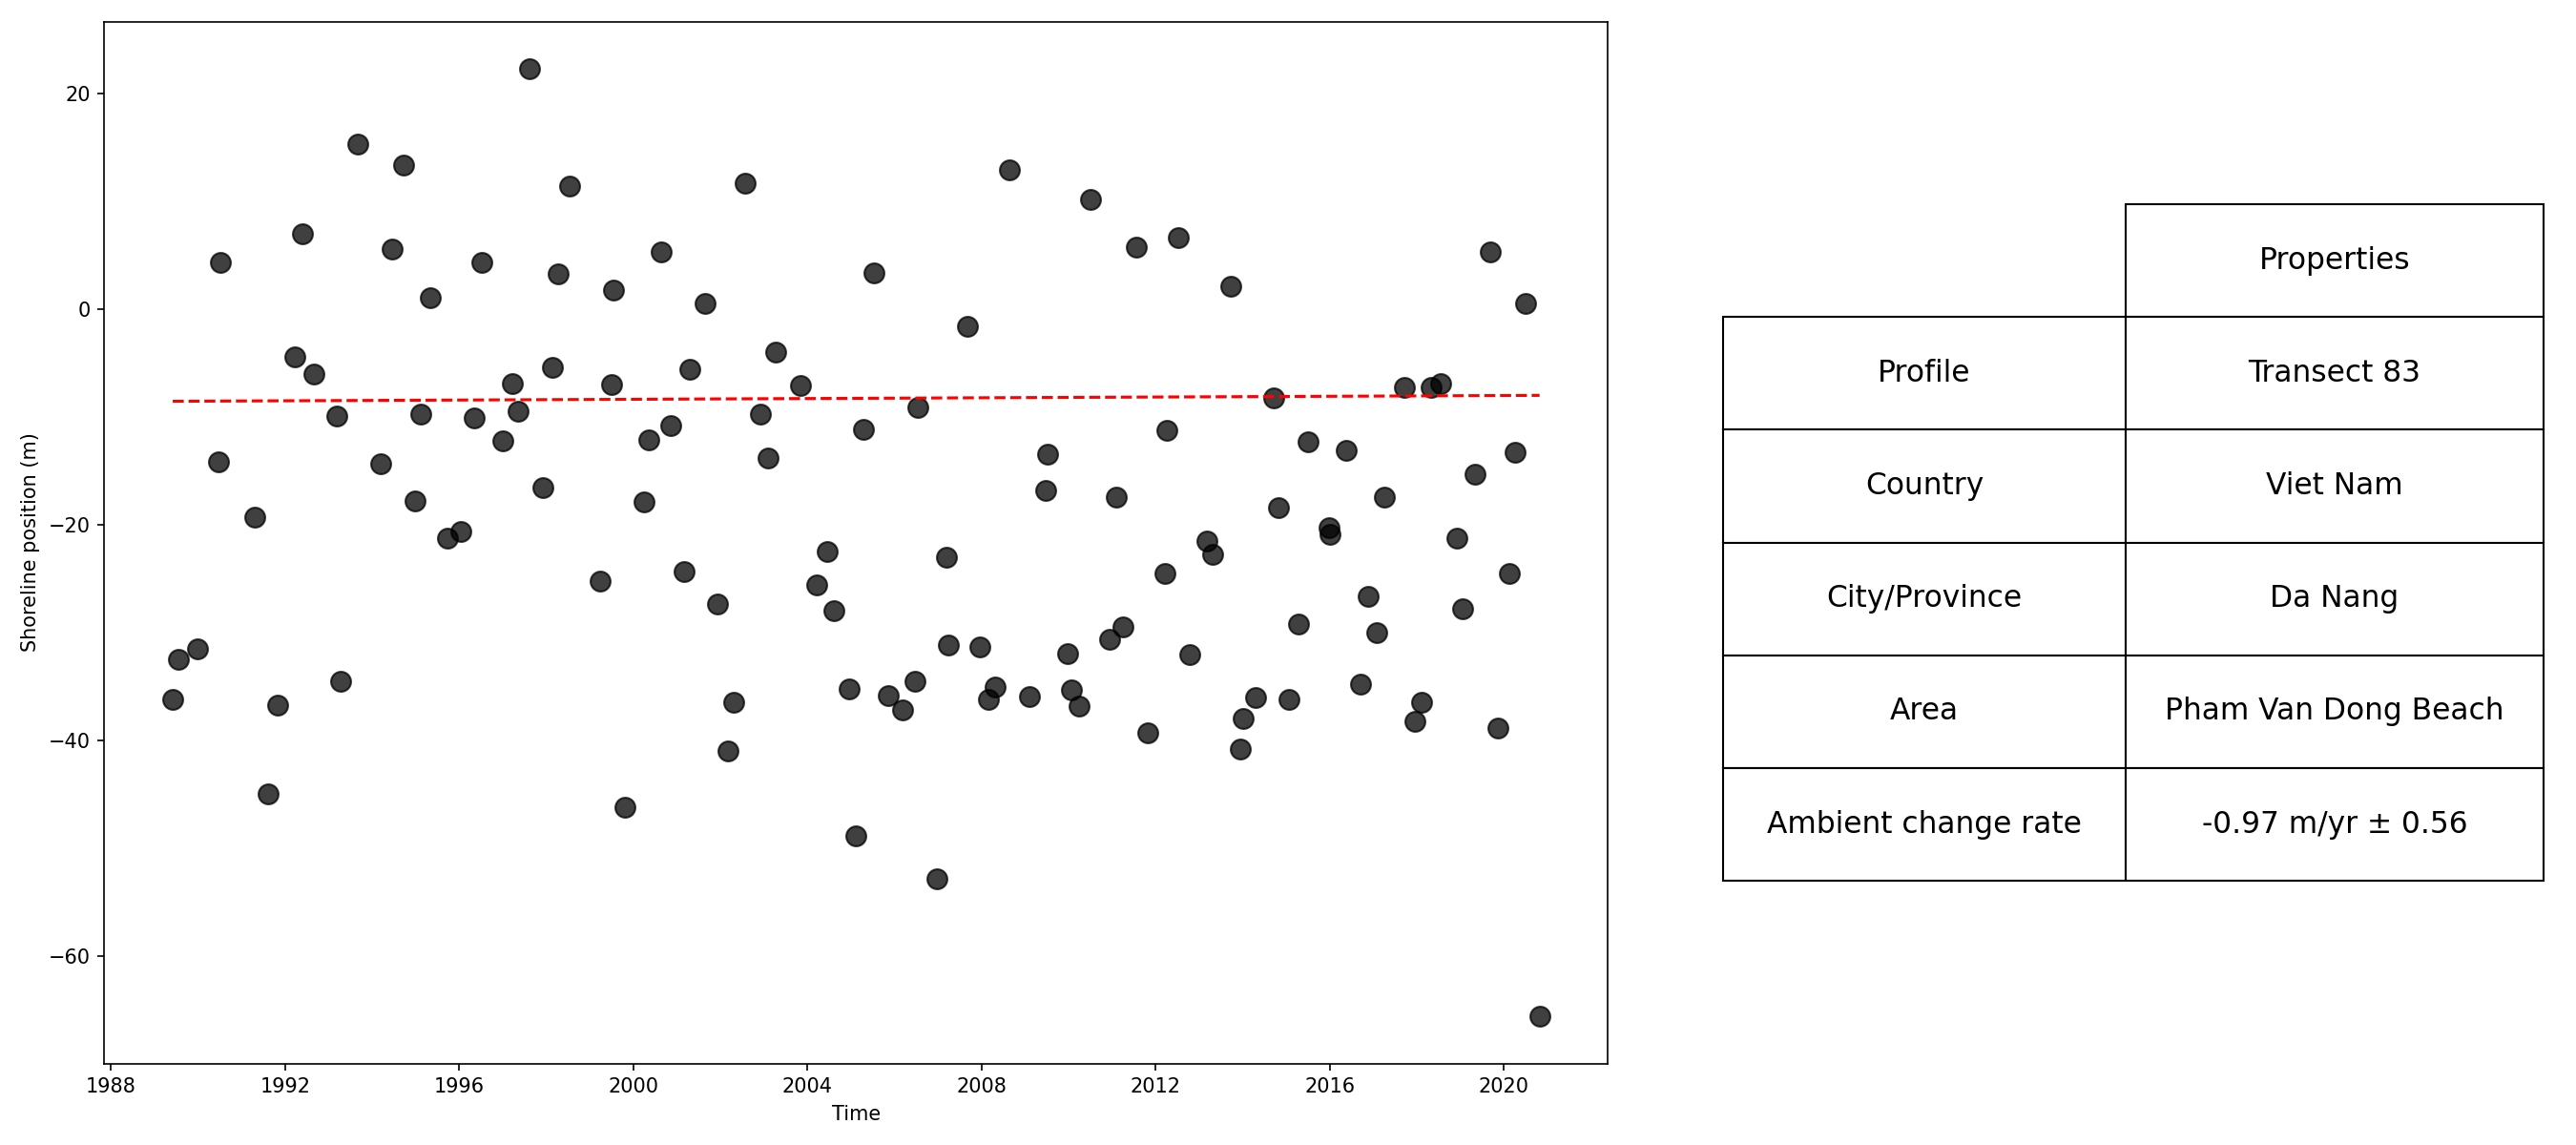 20
0
−20
−40
−60
Shoreline position (m)
1988 1992 1996 2000 2004 2008 2012 2016 2020
Time
Properties
Profile Transect 83
Country Viet Nam
City/Province Da Nang
Area Pham Van Dong Beach
Ambient change rate -0.97 m/yr ± 0.56